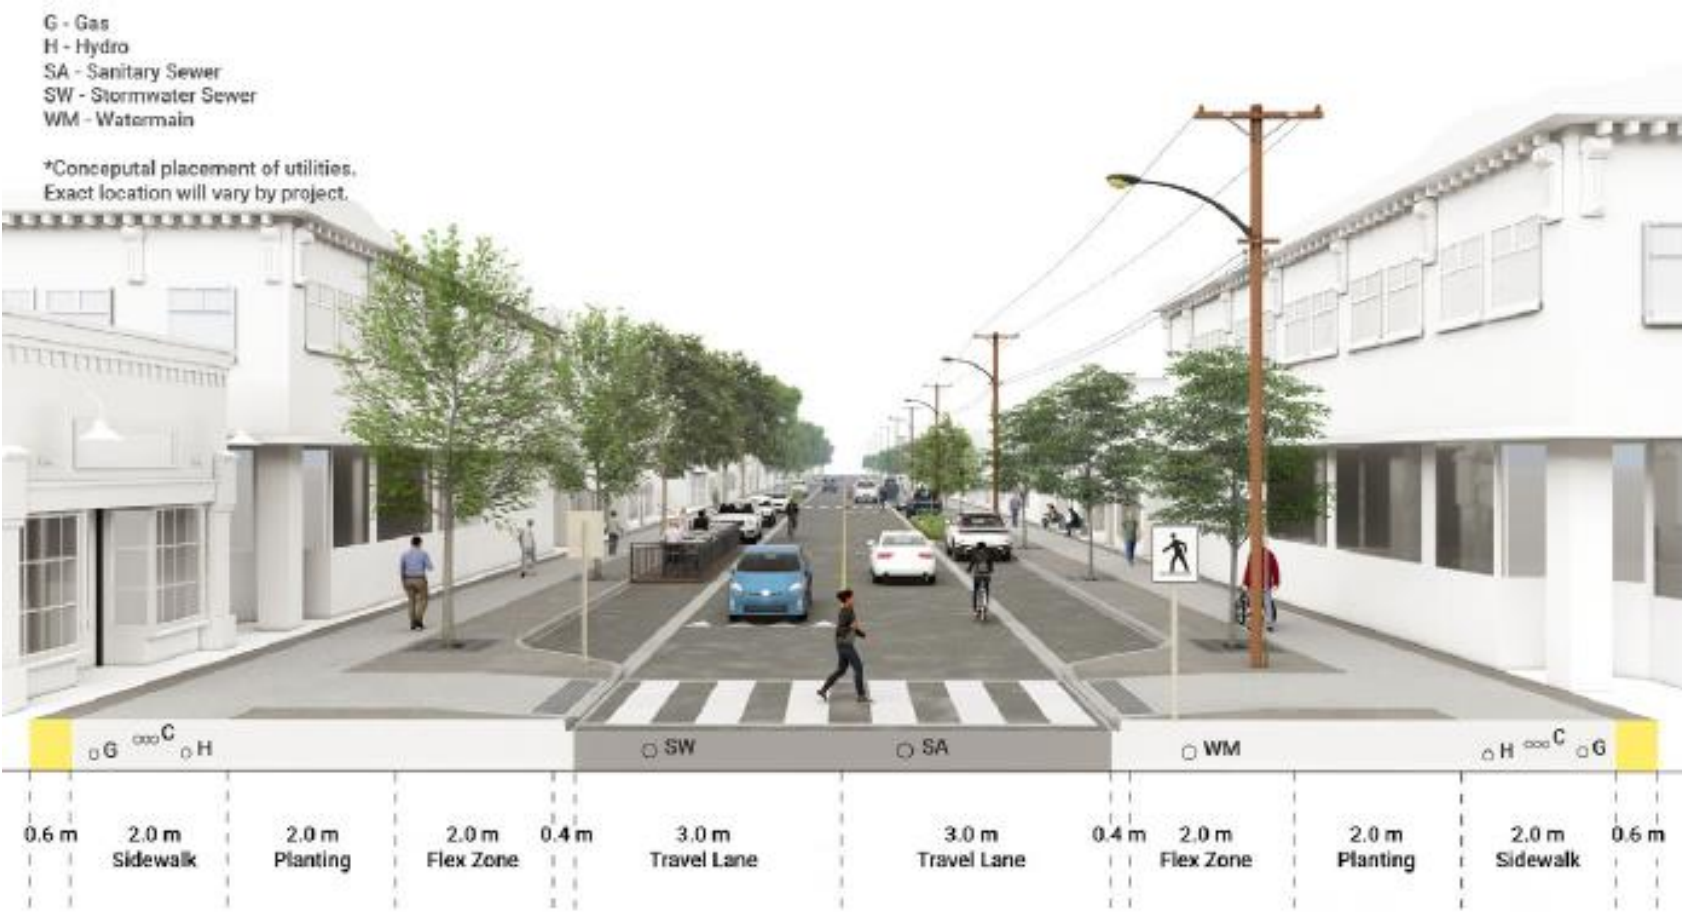 G - Gas
H - Hydro
SA - Sanitary Sewer
SW - Stormwater Sewer
WM - Watermain
*Conceputal placement of utilities.
Exact location will vary by project.
G C H SW SA WM H C G
0.6 m 2.0 m 2.0 m 2.0 m 0.4 m 3.0 m 3.0 m 0.4 m 2.0 m 2.0 m 2.0 m 0.6 m
Sidewalk Planting Flex Zone Travel Lane Travel Lane Flex Zone Planting Sidewalk